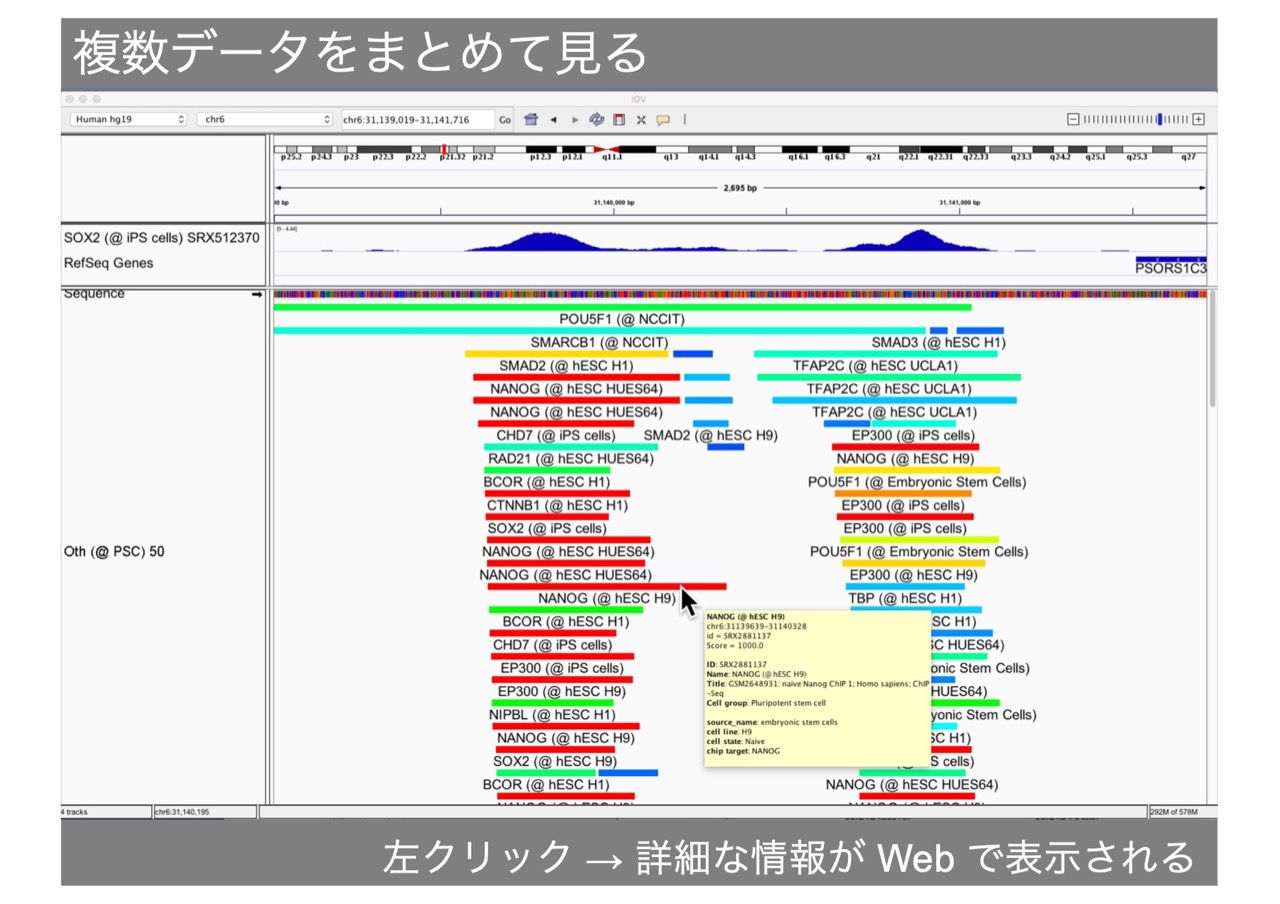 複数データをまとめて見る
IGV
Human hg19 chr6 chr6:31,139,019-31,141,716 Go
p25.2 p24.3 p23 p22.3 p22.2 p21.32 p21.2 p12.3 p12.1 q11.1 q13 q14.1 q14.3 q16.1 q16.3 q21 q22.1 q22.31 q22.33 q23.3 q24.2 q25.1 q25.3 q27
2,695 bp
bp 31,140,000 bp 31,141,000 bp
SOX2 (@ iPS cells) SRX512370
[0 - 4.44]
RefSeq Genes
PSORS1C3
Sequence
POU5F1 (@ NCCIT)
SMARCB1 (@ NCCIT) SMAD3 (@ hESC H1)
SMAD2 (@ hESC H1) TFAP2C (@ hESC UCLA1)
NANOG (@ hESC HUES64) TFAP2C (@ hESC UCLA1)
NANOG (@ hESC HUES64) TFAP2C (@ hESC UCLA1)
CHD7 (@ iPS cells) SMAD2 (@ hESC H9) EP300 (@ iPS cells)
RAD21 (@ hESC HUES64) NANOG (@ hESC H9)
BCOR (@ hESC H1) POU5F1 (@ Embryonic Stem Cells)
CTNNB1 (@ hESC H1) EP300 (@ iPS cells)
SOX2 (@ iPS cells) EP300 (@ iPS cells)
Oth (@ PSC) 50 NANOG (@ hESC HUES64) POU5F1 (@ Embryonic Stem Cells)
NANOG (@ hESC HUES64) EP300 (@ hESC H9)
NANOG (@ hESC H9) TBP (@ hESC H1)
BCOR (@ hESC H1) SC H1)
CHD7 (@ iPS cells) SC HUES64)
EP300 (@ iPS cells) onic Stem Cells)
EP300 (@ hESC H9) HUES64)
NIPBL (@ hESC H1) yonic Stem Cells)
NANOG (@ hESC H9) SC H1)
SOX2 (@ hESC H9) S cells)
BCOR (@ hESC H1) NANOG (@ hESC HUES64)
NANOG (@ hESC H9)
chr6:31139639-31140328
id = SRX2881137
Score = 1000.0
ID: SRX2881137
Name: NANOG (@ hESC H9)
Title: GSM2648931: naive Nanog ChIP 1; Homo sapiens; ChIP
-Seq
Cell group: Pluripotent stem cell
source_name: embryonic stem cells
cell line: H9
cell state: Naive
chip target: NANOG
4 tracks chr6:31,140,195 292M of 578M
左クリック → 詳細な情報が Web で表示される